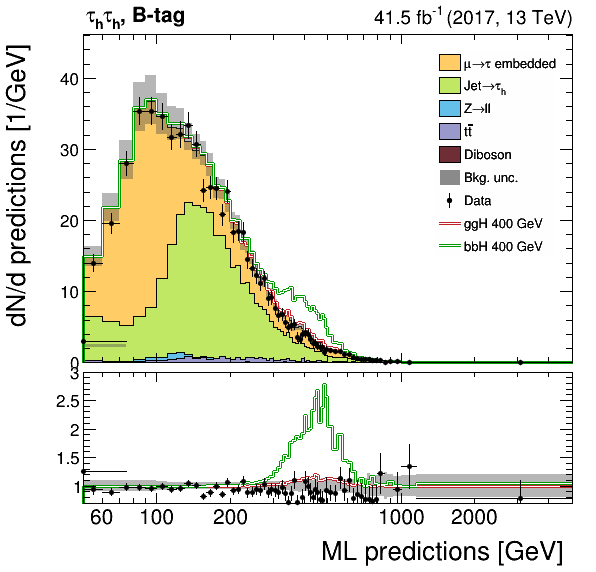 τhτh, B-tag
41.5 fb⁻¹ (2017, 13 TeV)
dN/d predictions [1/GeV]
40
30
20
10
0
μ→τ embedded
Jet→τh
Z→ll
tt̄
Diboson
Bkg. unc.
Data
ggH 400 GeV
bbH 400 GeV
3
2.5
2
1.5
1
60 100 200 1000 2000
ML predictions [GeV]